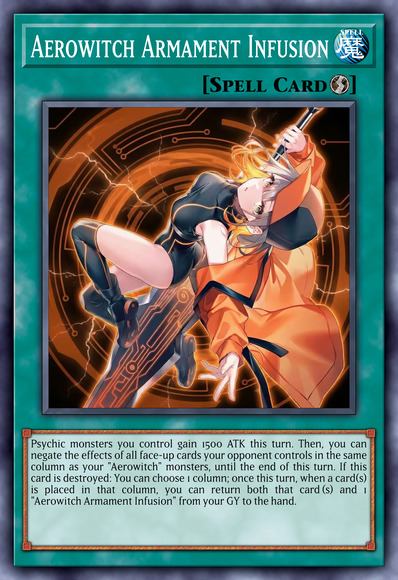 Aerowitch Armament Infusion
SPELL
魔
[Spell Card]
Psychic monsters you control gain 1500 ATK this turn. Then, you can
negate the effects of all face-up cards your opponent controls in the same
column as your "Aerowitch" monsters, until the end of this turn. If this
card is destroyed: You can choose 1 column; once this turn, when a card(s)
is placed in that column, you can return both that card(s) and 1
"Aerowitch Armament Infusion" from your GY to the hand.